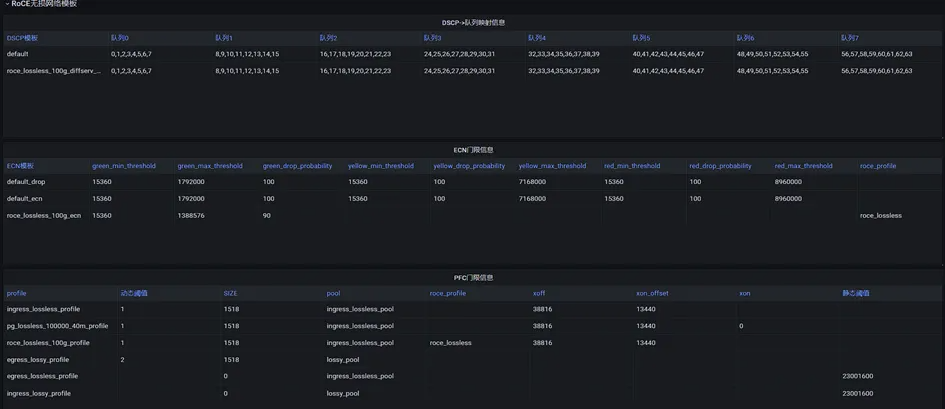 RoCE无损网络模板
DSCP->队列映射信息
DSCP模板 队列0 队列1 队列2 队列3 队列4 队列5 队列6 队列7
default 0,1,2,3,4,5,6,7 8,9,10,11,12,13,14,15 16,17,18,19,20,21,22,23 24,25,26,27,28,29,30,31 32,33,34,35,36,37,38,39 40,41,42,43,44,45,46,47 48,49,50,51,52,53,54,55 56,57,58,59,60,61,62,63
roce_lossless_100g_diffserv_... 0,1,2,3,4,5,6,7 8,9,10,11,12,13,14,15 16,17,18,19,20,21,22,23 24,25,26,27,28,29,30,31 32,33,34,35,36,37,38,39 40,41,42,43,44,45,46,47 48,49,50,51,52,53,54,55 56,57,58,59,60,61,62,63
ECN门限信息
ECN模板 green_min_threshold green_max_threshold green_drop_probability yellow_min_threshold yellow_drop_probability yellow_max_threshold red_min_threshold red_drop_probability red_max_threshold roce_profile
default_drop 15360 1792000 100 15360 100 7168000 15360 100 8960000
default_ecn 15360 1792000 100 15360 100 7168000 15360 100 8960000
roce_lossless_100g_ecn 15360 1388576 90 roce_lossless
PFC门限信息
profile 动态阈值 SIZE pool roce_profile xoff xon_offset xon 静态阈值
ingress_lossless_profile 1 1518 ingress_lossless_pool 38816 13440
pg_lossless_100000_40m_profile 1 1518 ingress_lossless_pool 38816 13440 0
roce_lossless_100g_profile 1 1518 ingress_lossless_pool roce_lossless 38816 13440
egress_lossy_profile 2 1518 lossy_pool
egress_lossless_profile 0 ingress_lossless_pool 23001600
ingress_lossy_profile 0 lossy_pool 23001600